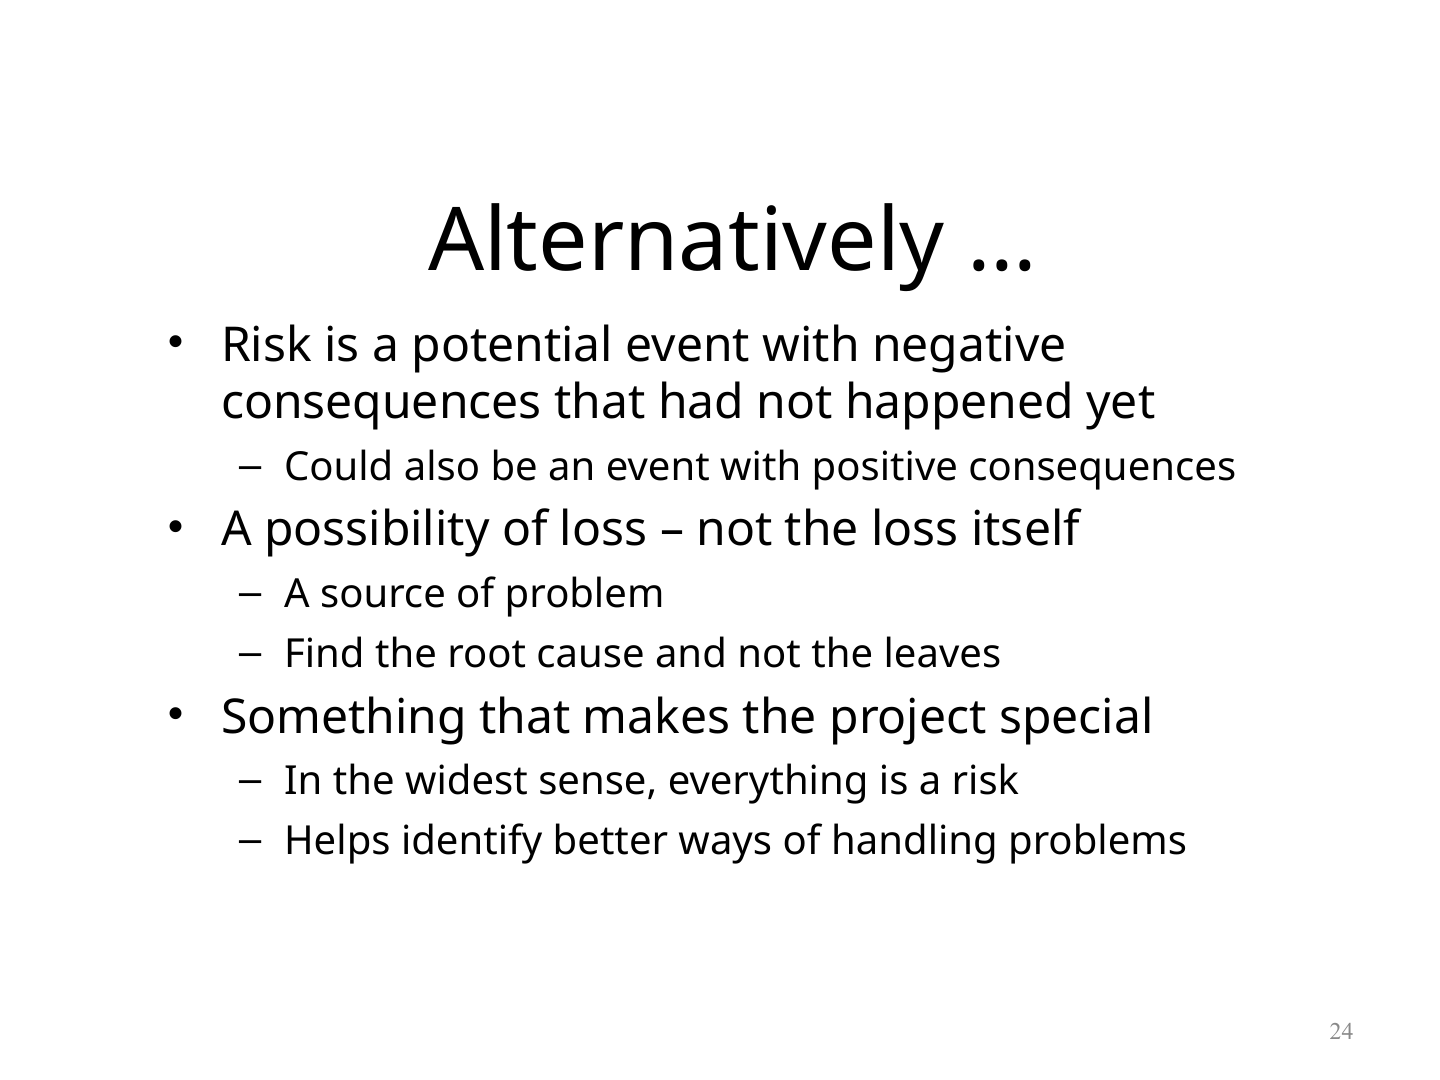 Alternatively …
• Risk is a potential event with negative
consequences that had not happened yet
– Could also be an event with positive consequences
• A possibility of loss – not the loss itself
– A source of problem
– Find the root cause and not the leaves
• Something that makes the project special
– In the widest sense, everything is a risk
– Helps identify better ways of handling problems
24